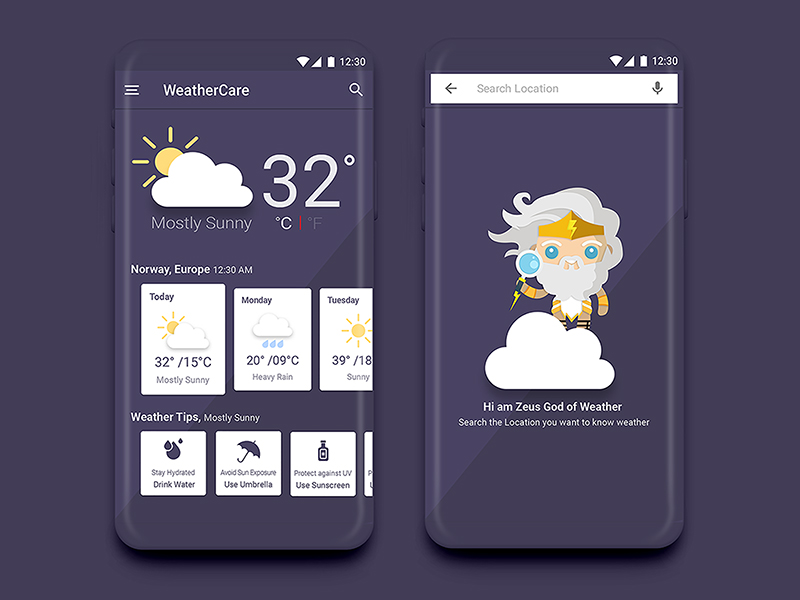 12:30
WeatherCare
32°
°C | °F
Mostly Sunny
Norway, Europe 12:30 AM
Today
32° /15°C
Mostly Sunny
Monday
20° /09°C
Heavy Rain
Tuesday
39° /18
Sunny
Weather Tips, Mostly Sunny
Stay Hydrated
Drink Water
Avoid Sun Exposure
Use Umbrella
Protect against UV
Use Sunscreen
12:30
Search Location
Hi am Zeus God of Weather
Search the Location you want to know weather